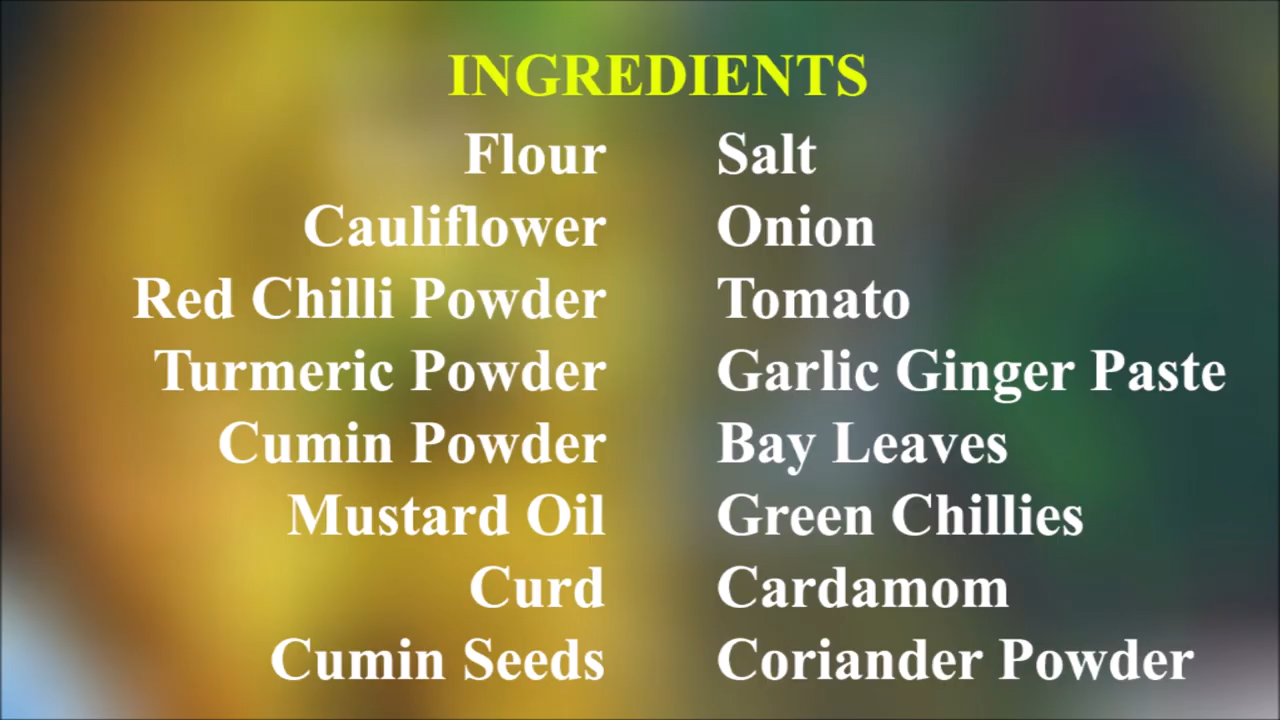 INGREDIENTS
Flour
Cauliflower
Red Chilli Powder
Turmeric Powder
Cumin Powder
Mustard Oil
Curd
Cumin Seeds
Salt
Onion
Tomato
Garlic Ginger Paste
Bay Leaves
Green Chillies
Cardamom
Coriander Powder